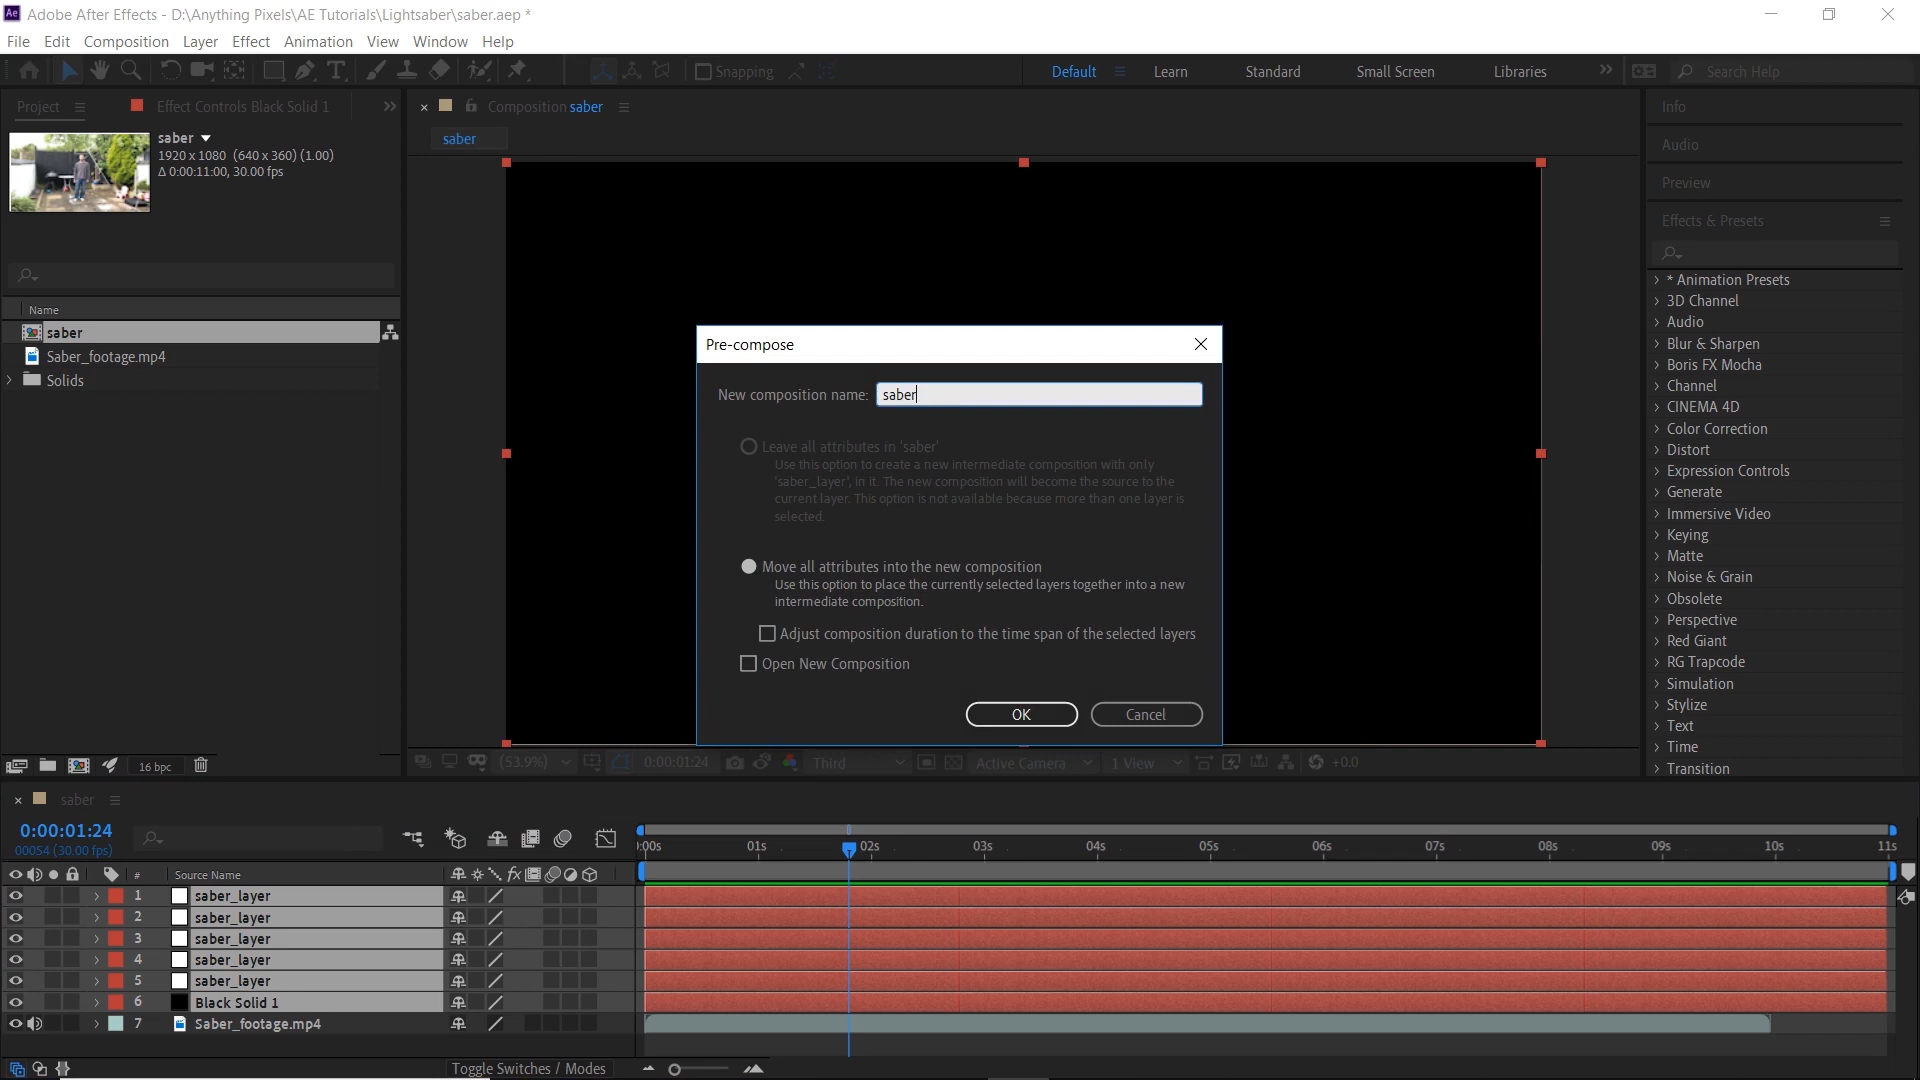 Adobe After Effects - D:\Anything Pixels\AE Tutorials\Lightsaber\saber.aep *
File Edit Composition Layer Effect Animation View Window Help
Snapping
Default Learn Standard Small Screen Libraries
Search Help
Project
Effect Controls Black Solid 1
saber
1920 x 1080 (640 x 360) (1.00)
Δ 0:00:11:00, 30.00 fps
Name
saber
Saber_footage.mp4
Solids
16 bpc
Composition saber
saber
Pre-compose
New composition name: saber
Leave all attributes in 'saber'
Use this option to create a new intermediate composition with only
'saber_layer', in it. The new composition will become the source to the
current layer. This option is not available because more than one layer is
selected.
Move all attributes into the new composition
Use this option to place the currently selected layers together into a new
intermediate composition.
Adjust composition duration to the time span of the selected layers
Open New Composition
OK Cancel
(53.9%) 0:00:01:24 Third Active Camera 1 View +0.0
Info
Audio
Preview
Effects & Presets
* Animation Presets
3D Channel
Audio
Blur & Sharpen
Boris FX Mocha
Channel
CINEMA 4D
Color Correction
Distort
Expression Controls
Generate
Immersive Video
Keying
Matte
Noise & Grain
Obsolete
Perspective
Red Giant
RG Trapcode
Simulation
Stylize
Text
Time
Transition
saber
0:00:01:24
00054 (30.00 fps)
:00s 01s 02s 03s 04s 05s 06s 07s 08s 09s 10s 11s
# Source Name
1 saber_layer
2 saber_layer
3 saber_layer
4 saber_layer
5 saber_layer
6 Black Solid 1
7 Saber_footage.mp4
Toggle Switches / Modes